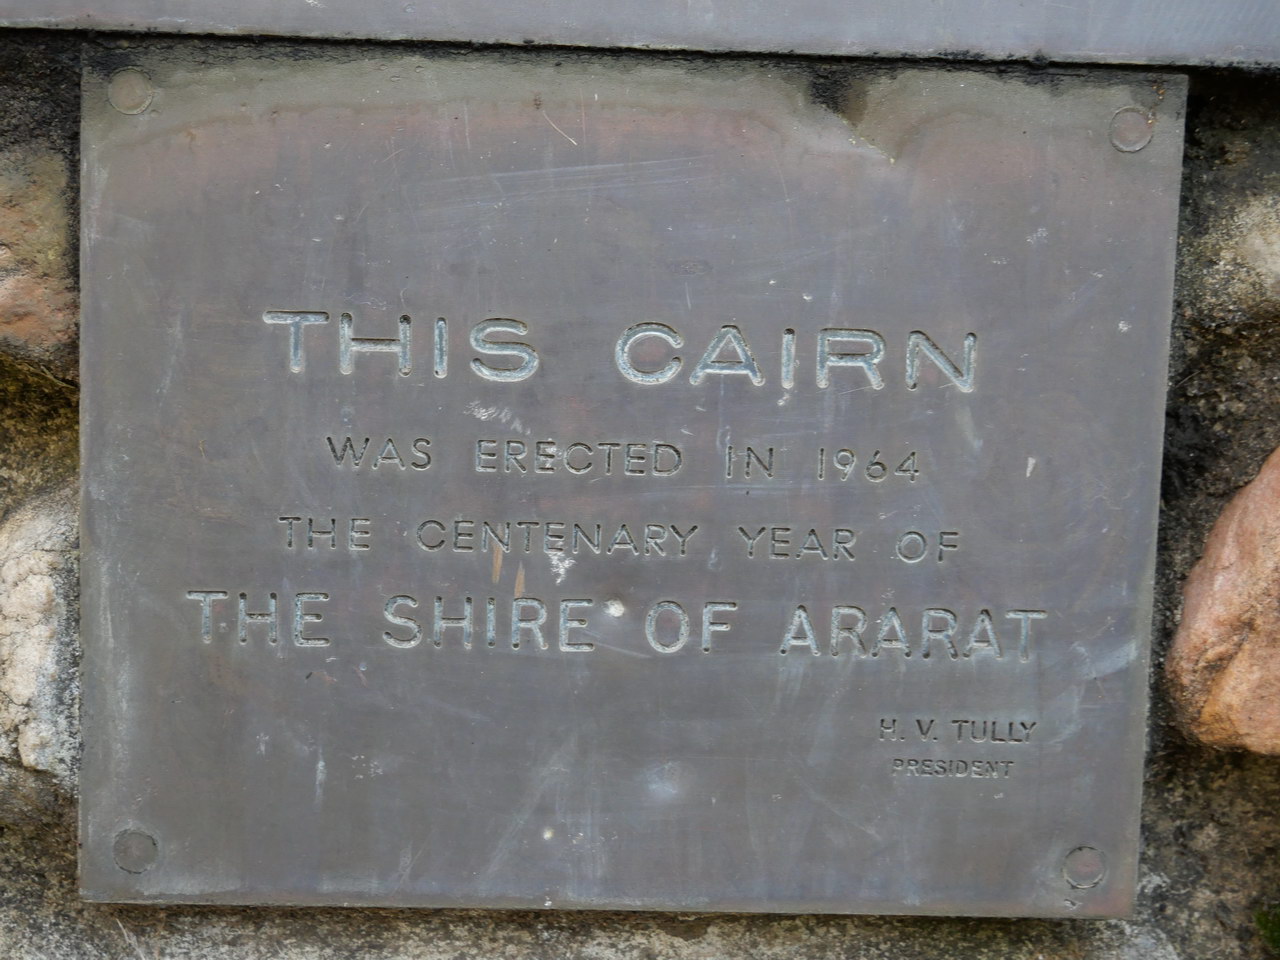 THIS CAIRN
WAS ERECTED IN 1964
THE CENTENARY YEAR OF
THE SHIRE OF ARARAT
H. V. TULLY
PRESIDENT